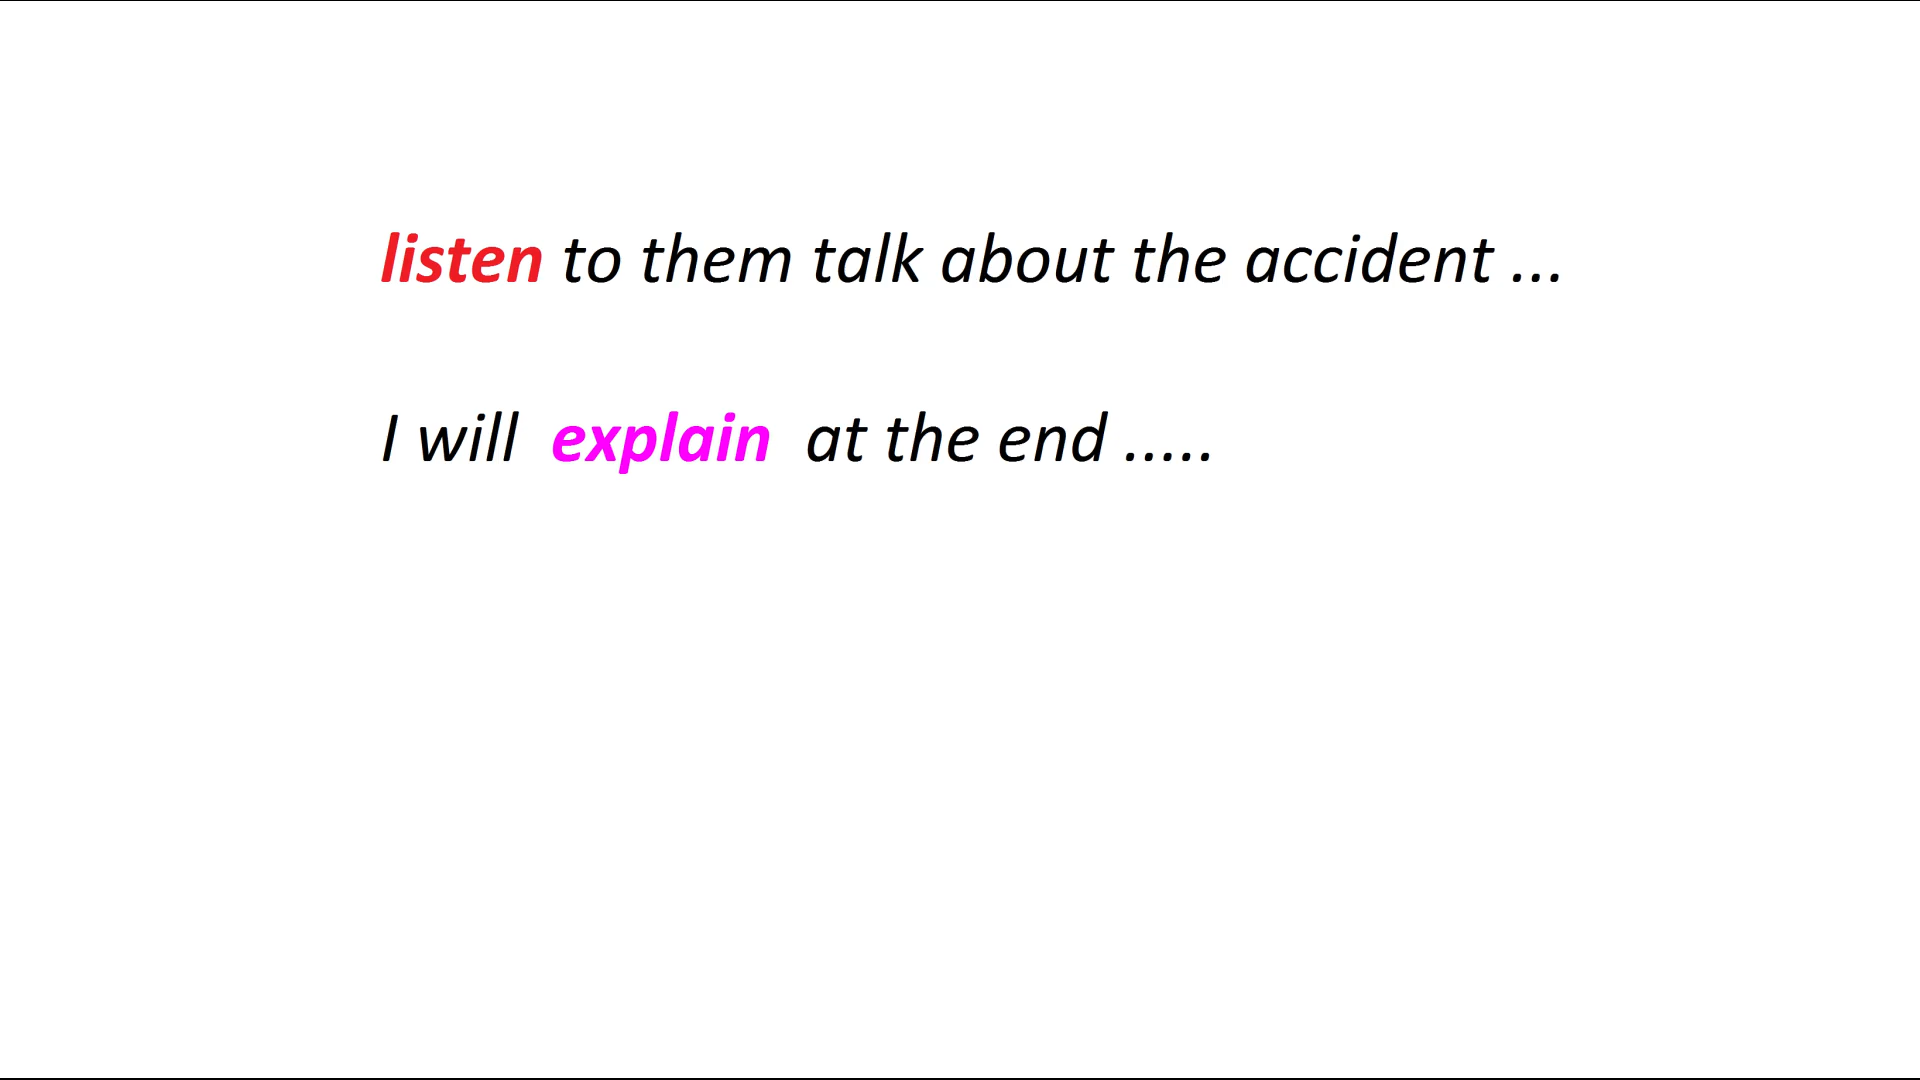 listen to them talk about the accident ...
I will explain at the end .....